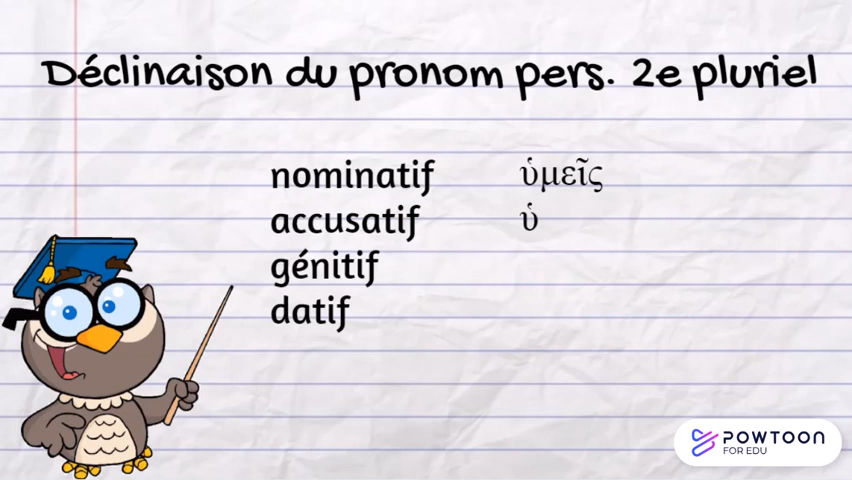 Déclinaison du pronom pers. 2e pluriel
nominatif ὑμεῖς
accusatif ὑ
génitif
datif
POWTOON
FOR EDU